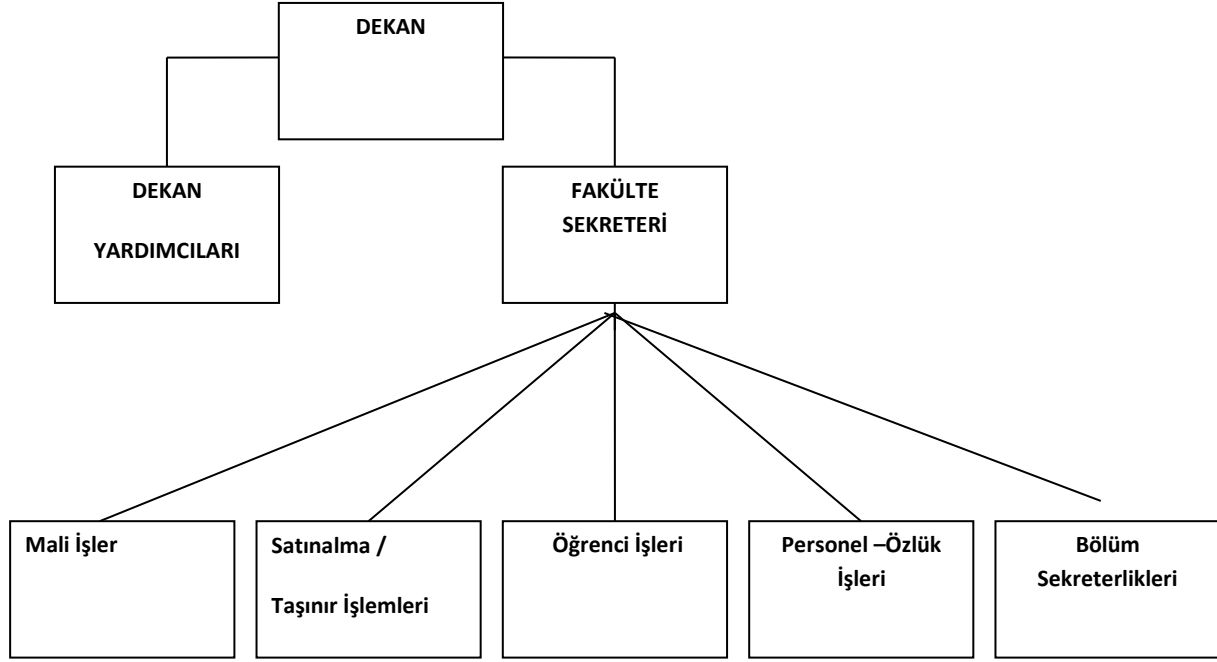 DEKAN
DEKAN
YARDIMCILARI
FAKÜLTE
SEKRETERİ
Mali İşler
Satınalma /
Taşınır İşlemleri
Öğrenci İşleri
Personel –Özlük
İşleri
Bölüm
Sekreterlikleri